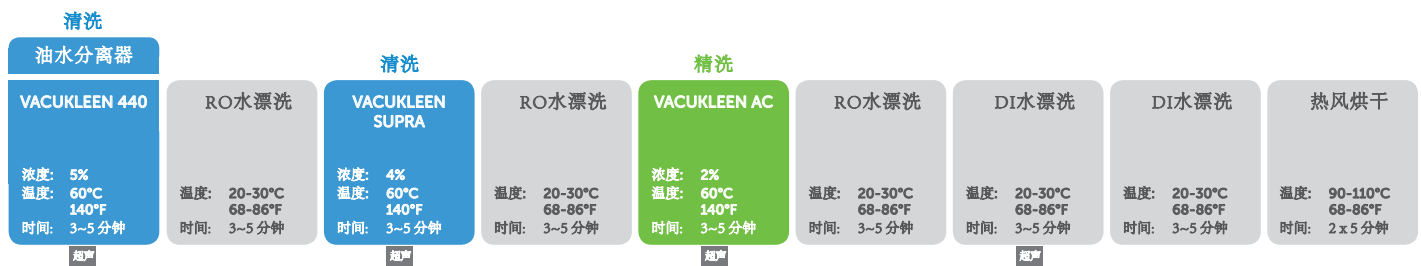 清洗
油水分离器
VACUKLEEN 440
浓度: 5%
温度: 60°C
140°F
时间: 3~5 分钟
超声
RO水漂洗
温度: 20-30°C
68-86°F
时间: 3~5 分钟
清洗
VACUKLEEN
SUPRA
浓度: 4%
温度: 60°C
140°F
时间: 3~5 分钟
超声
RO水漂洗
温度: 20-30°C
68-86°F
时间: 3~5 分钟
精洗
VACUKLEEN AC
浓度: 2%
温度: 60°C
140°F
时间: 3~5 分钟
超声
RO水漂洗
温度: 20-30°C
68-86°F
时间: 3~5 分钟
DI水漂洗
温度: 20-30°C
68-86°F
时间: 3~5 分钟
超声
DI水漂洗
温度: 20-30°C
68-86°F
时间: 3~5 分钟
热风烘干
温度: 90-110°C
68-86°F
时间: 2 x 5 分钟